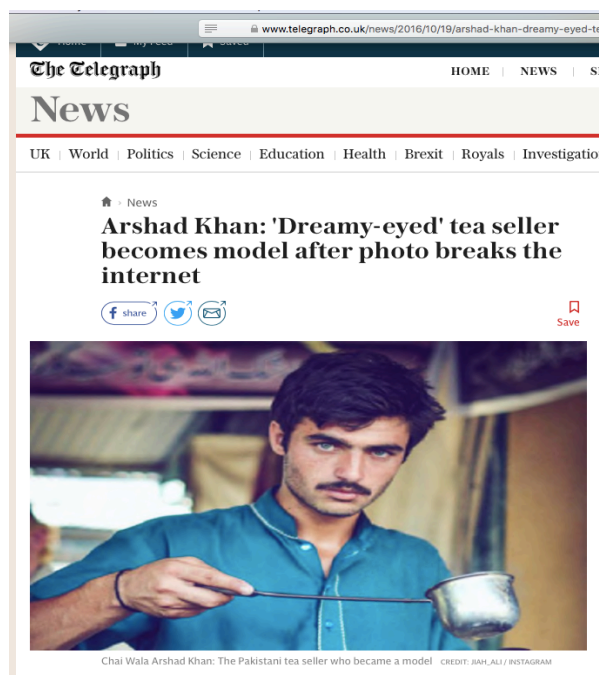 www.telegraph.co.uk/news/2016/10/19/arshad-khan-dreamy-eyed-te
Home My Feed Saved
The Telegraph
HOME NEWS
News
UK World Politics Science Education Health Brexit Royals Investigatio
News
Arshad Khan: 'Dreamy-eyed' tea seller
becomes model after photo breaks the
internet
share
Save
Chai Wala Arshad Khan: The Pakistani tea seller who became a model CREDIT: JIAH_ALI / INSTAGRAM